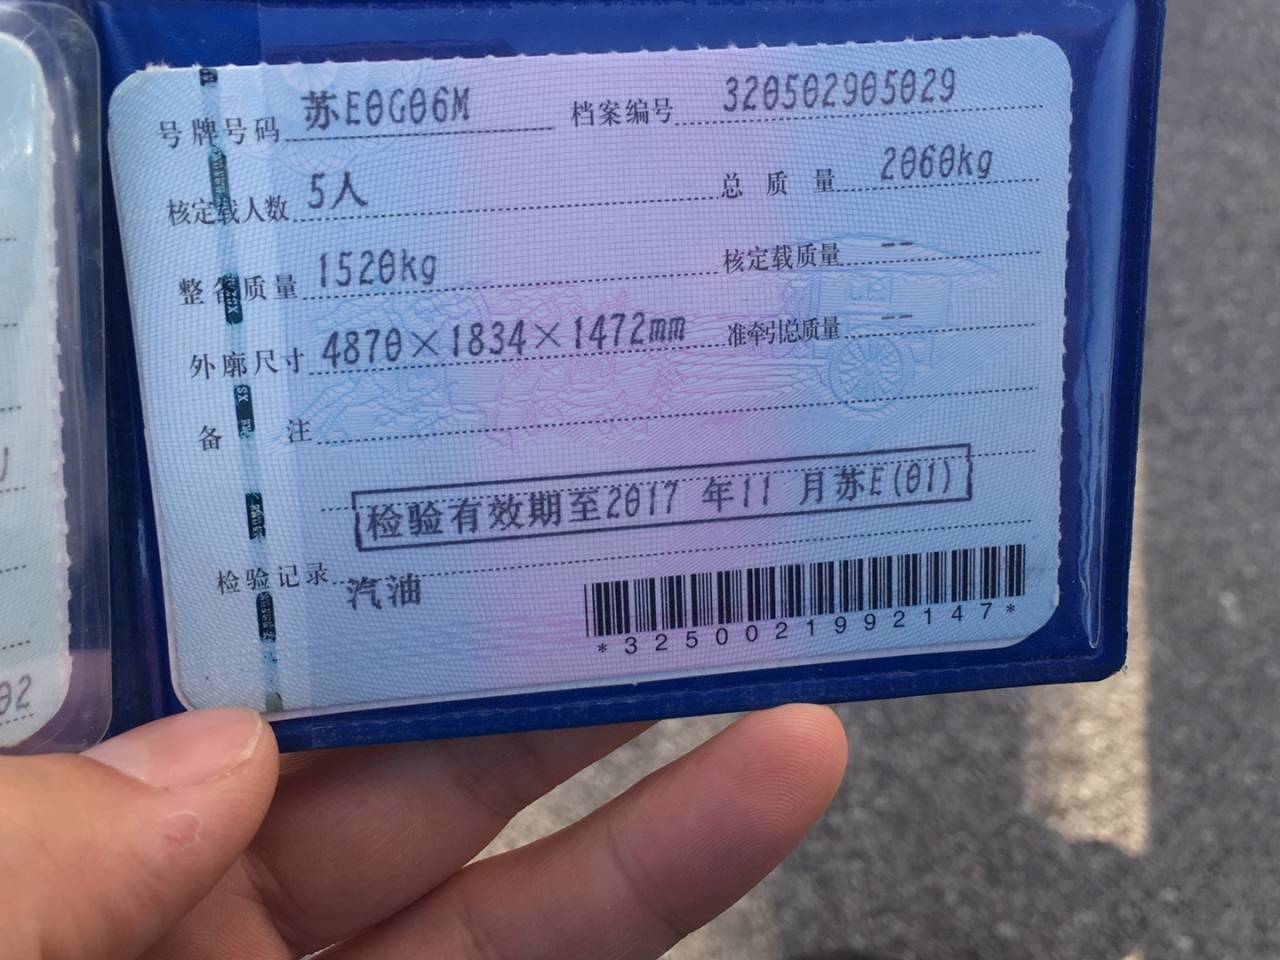 号牌号码 苏E0G06M 档案编号 320502905029
核定载人数 5人 总质量 2060kg
整备质量 1520kg 核定载质量 --
外廓尺寸 4870×1834×1472mm 准牵引总质量 --
备注
检验有效期至2017 年11 月苏E(01)
检验记录 汽油
*3250021992147*
02